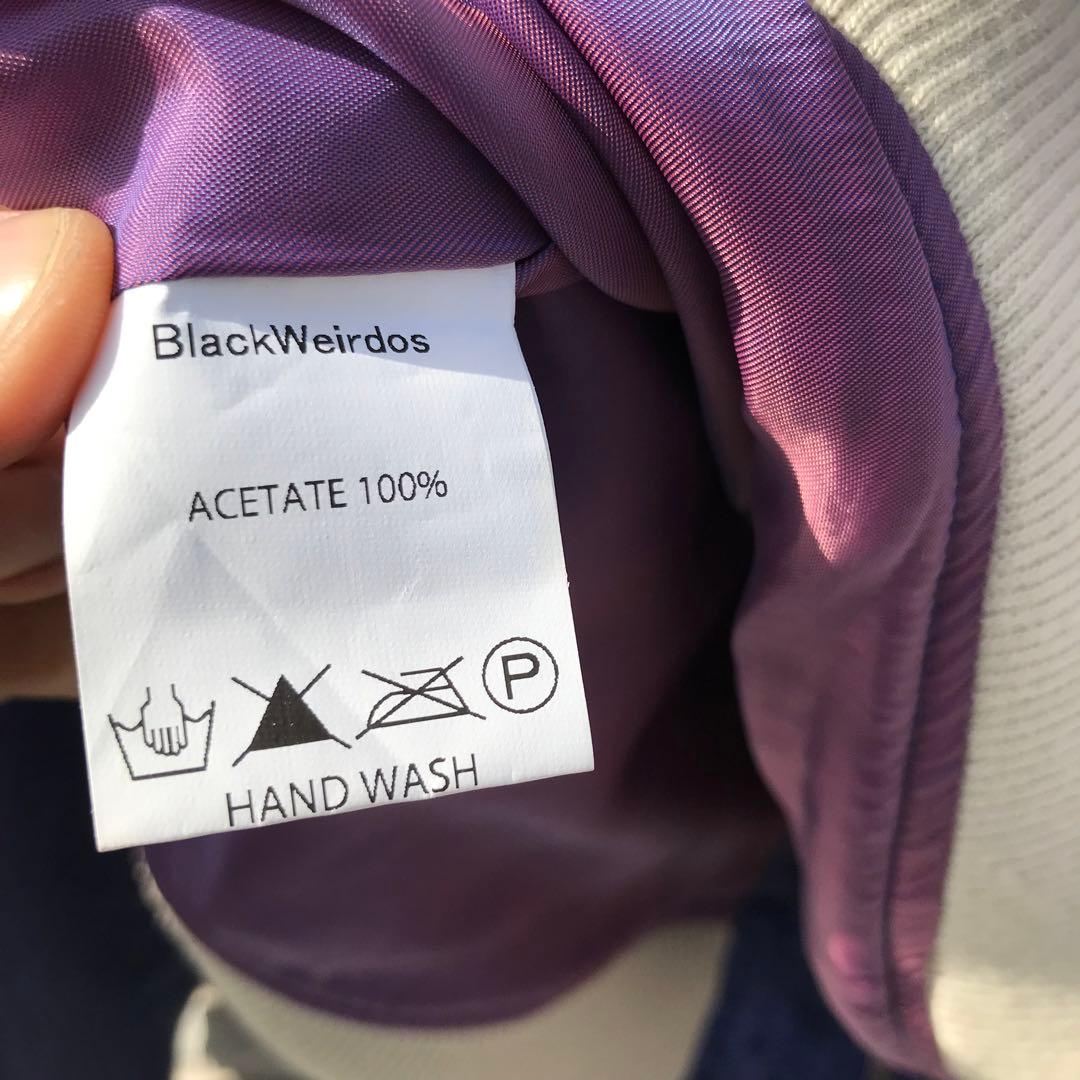 BlackWeirdos
ACETATE 100%
P
HAND WASH